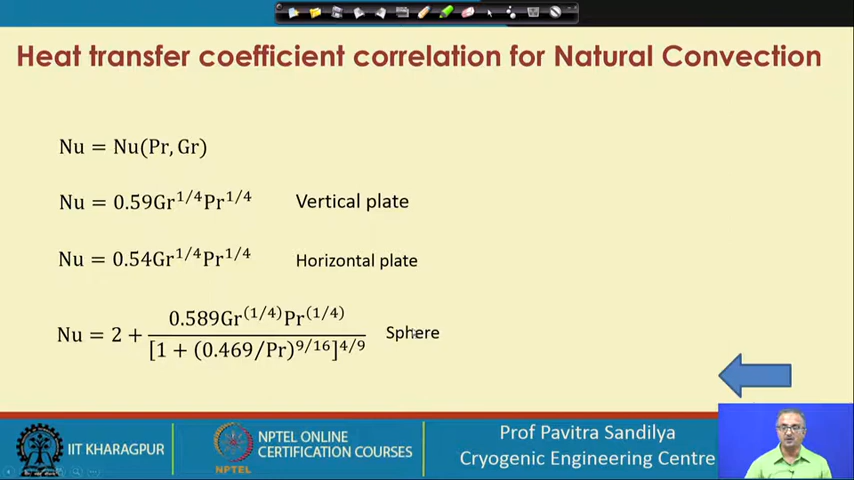 Heat transfer coefficient correlation for Natural Convection
Nu = Nu(Pr, Gr)
Nu = 0.59Gr^{1/4}Pr^{1/4} Vertical plate
Nu = 0.54Gr^{1/4}Pr^{1/4} Horizontal plate
Nu = 2 + \frac{0.589Gr^{(1/4)}Pr^{(1/4)}}{[1 + (0.469/Pr)^{9/16}]^{4/9}} Sphere
IIT KHARAGPUR
NPTEL
NPTEL ONLINE
CERTIFICATION COURSES
Prof Pavitra Sandilya
Cryogenic Engineering Centre